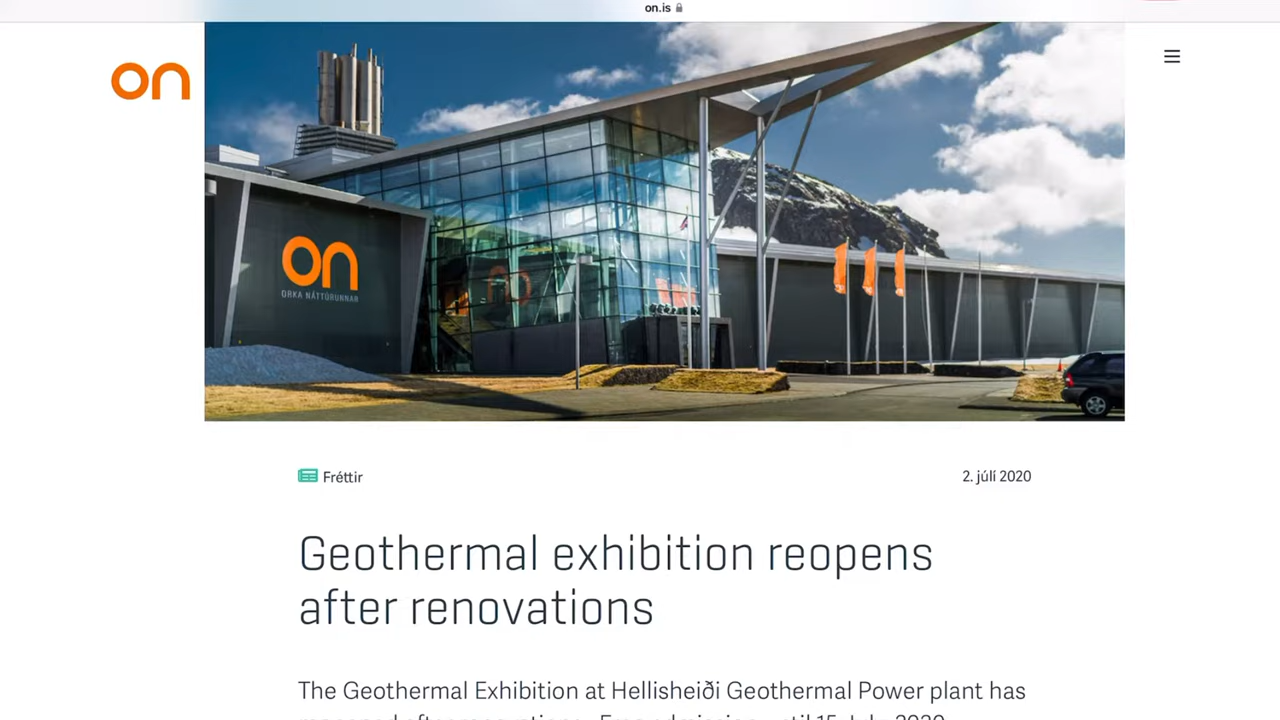 on.is
on
on
ORKA NÁTTÚRUNNAR
Fréttir
2. júlí 2020
Geothermal exhibition reopens
after renovations
The Geothermal Exhibition at Hellisheiði Geothermal Power plant has